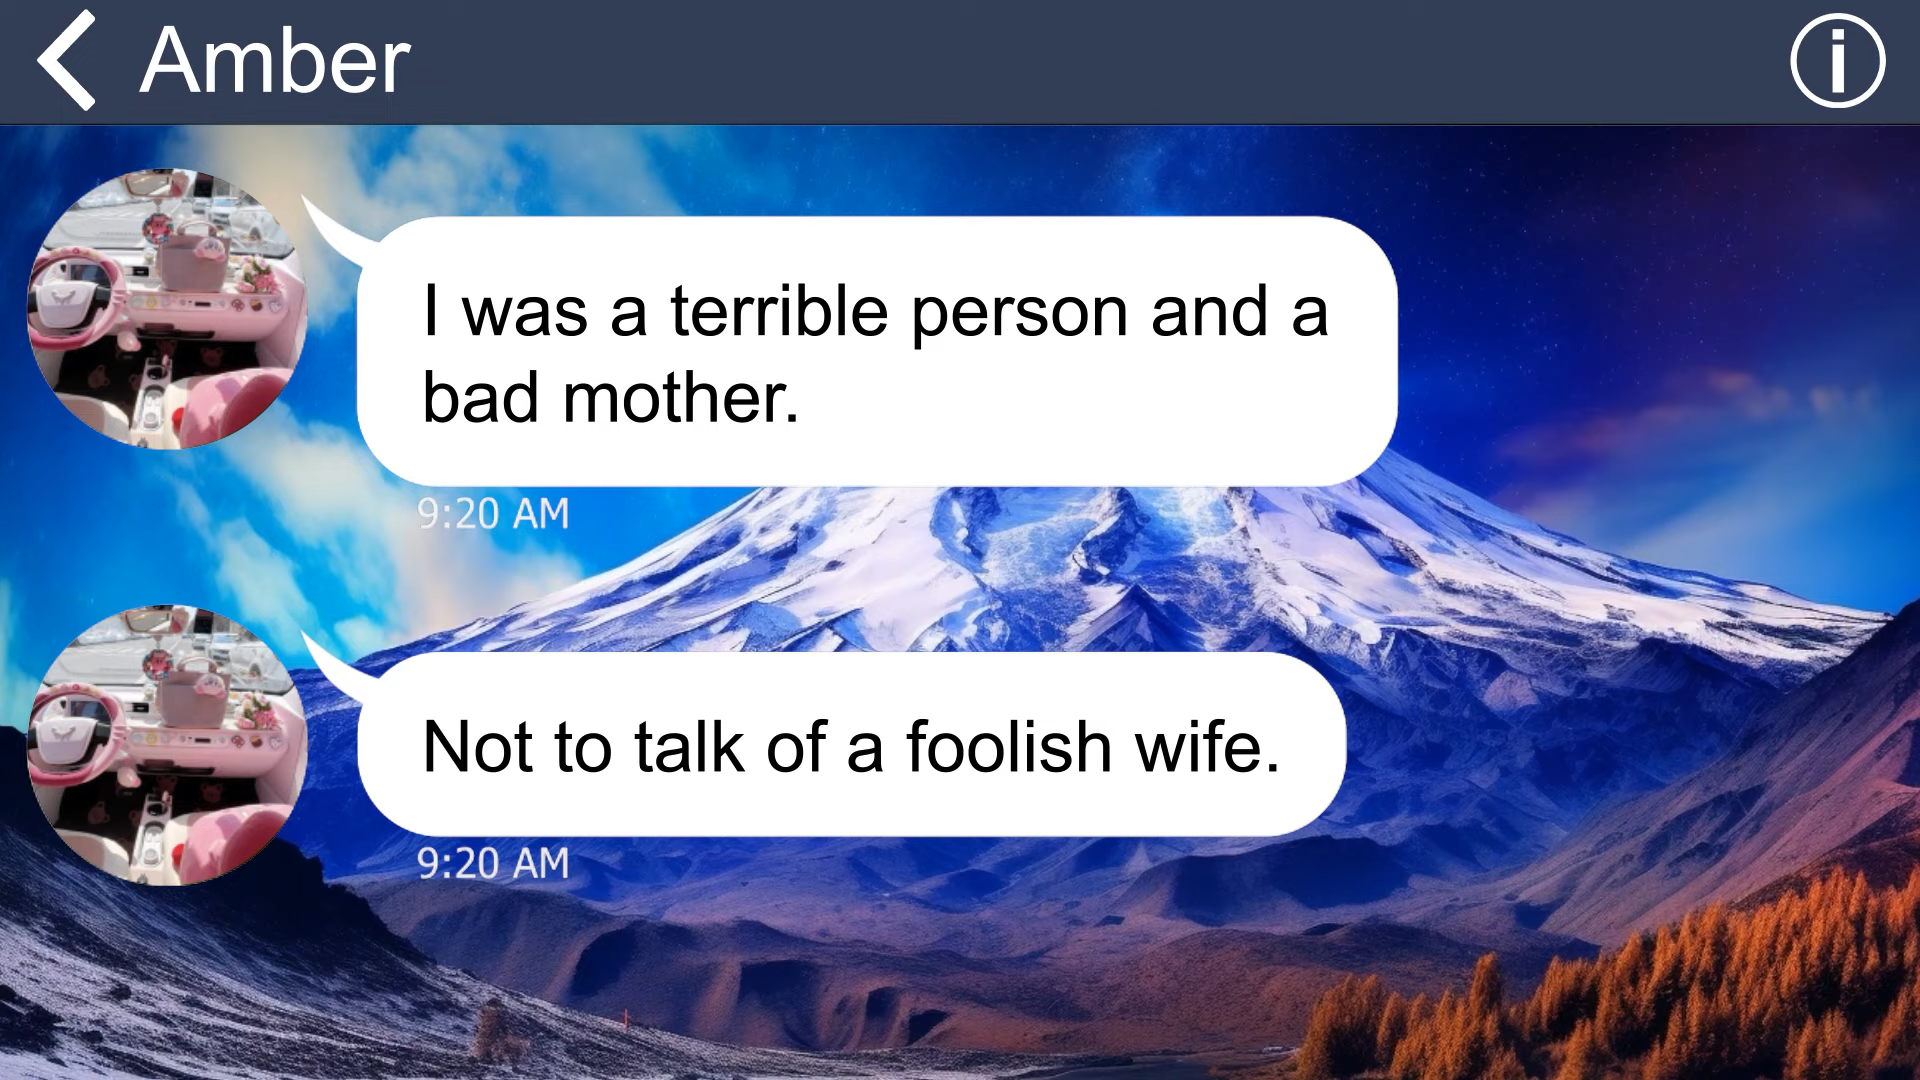 Amber
I was a terrible person and a
bad mother.
9:20 AM
Not to talk of a foolish wife.
9:20 AM